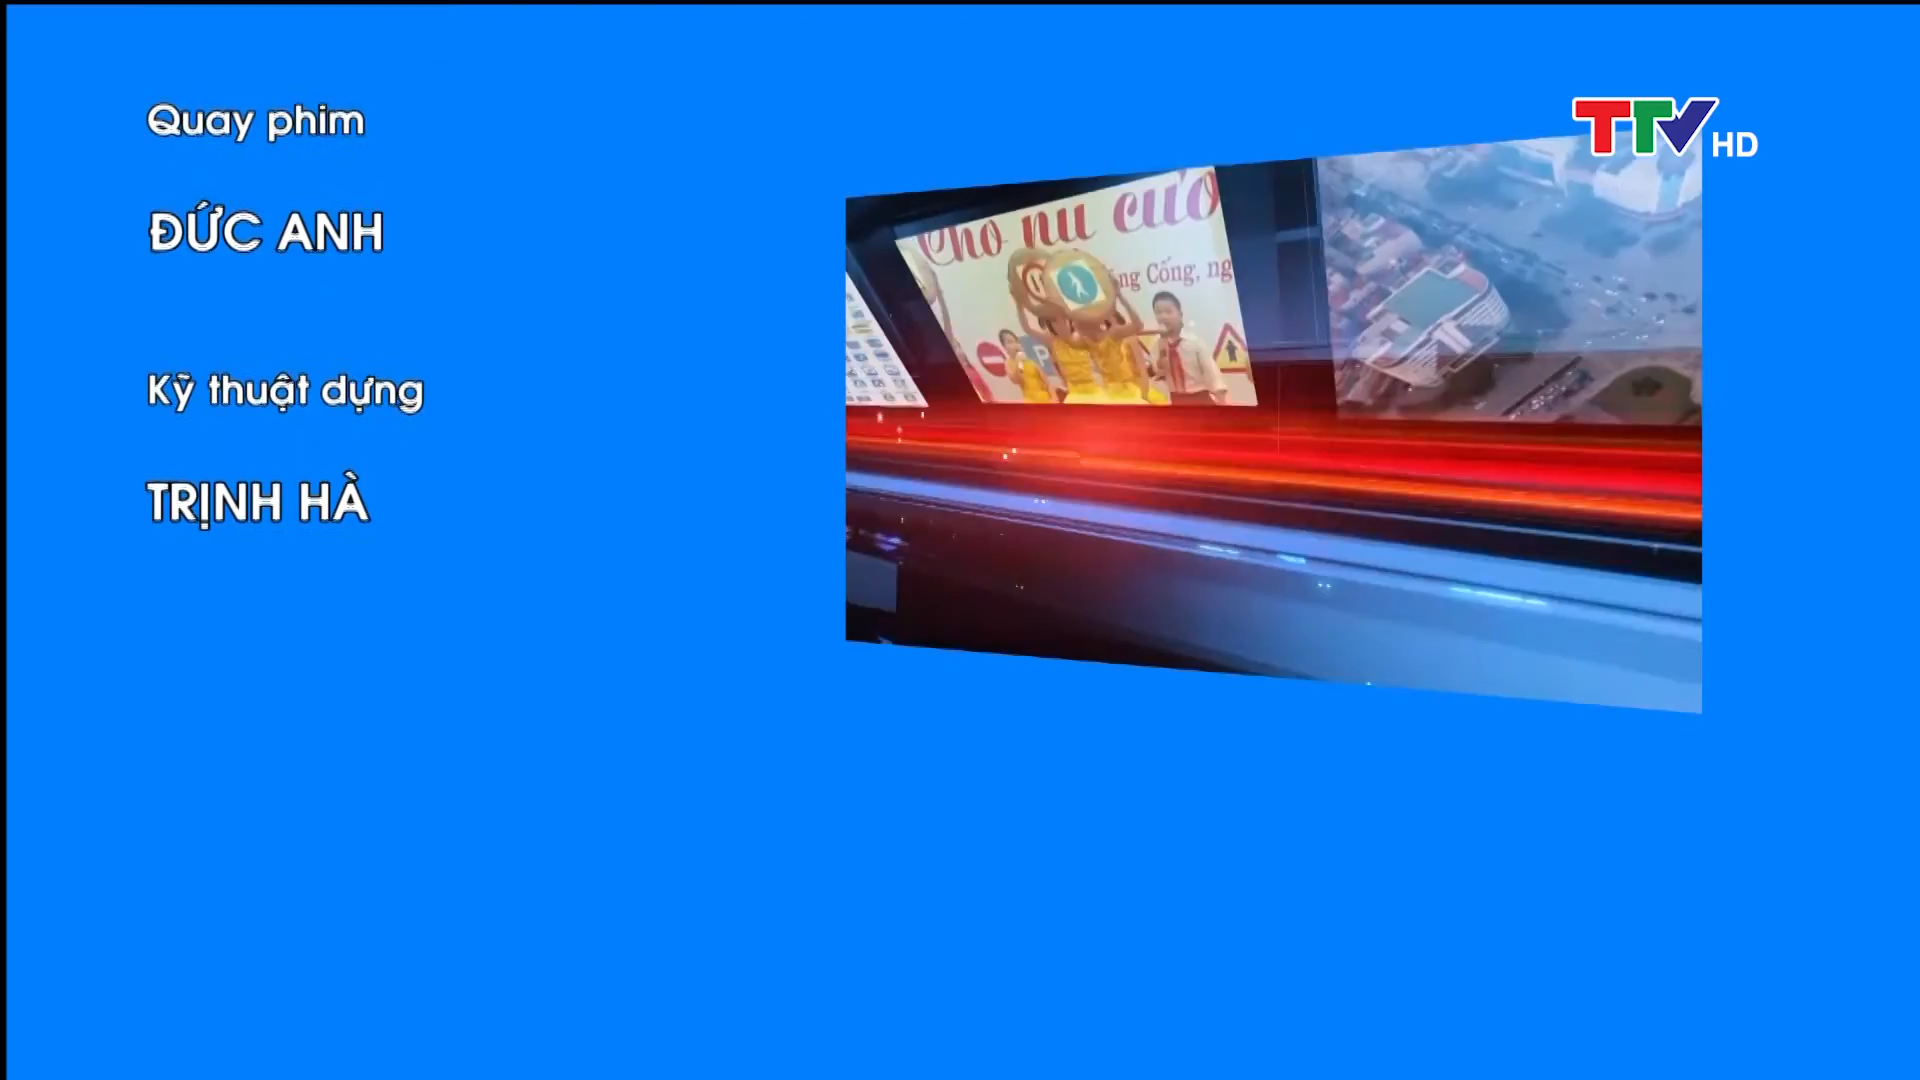 Quay phim
ĐỨC ANH
Kỹ thuật dựng
TRỊNH HÀ
TTV HD
Cho nụ cườ
ng Cống, ng
P